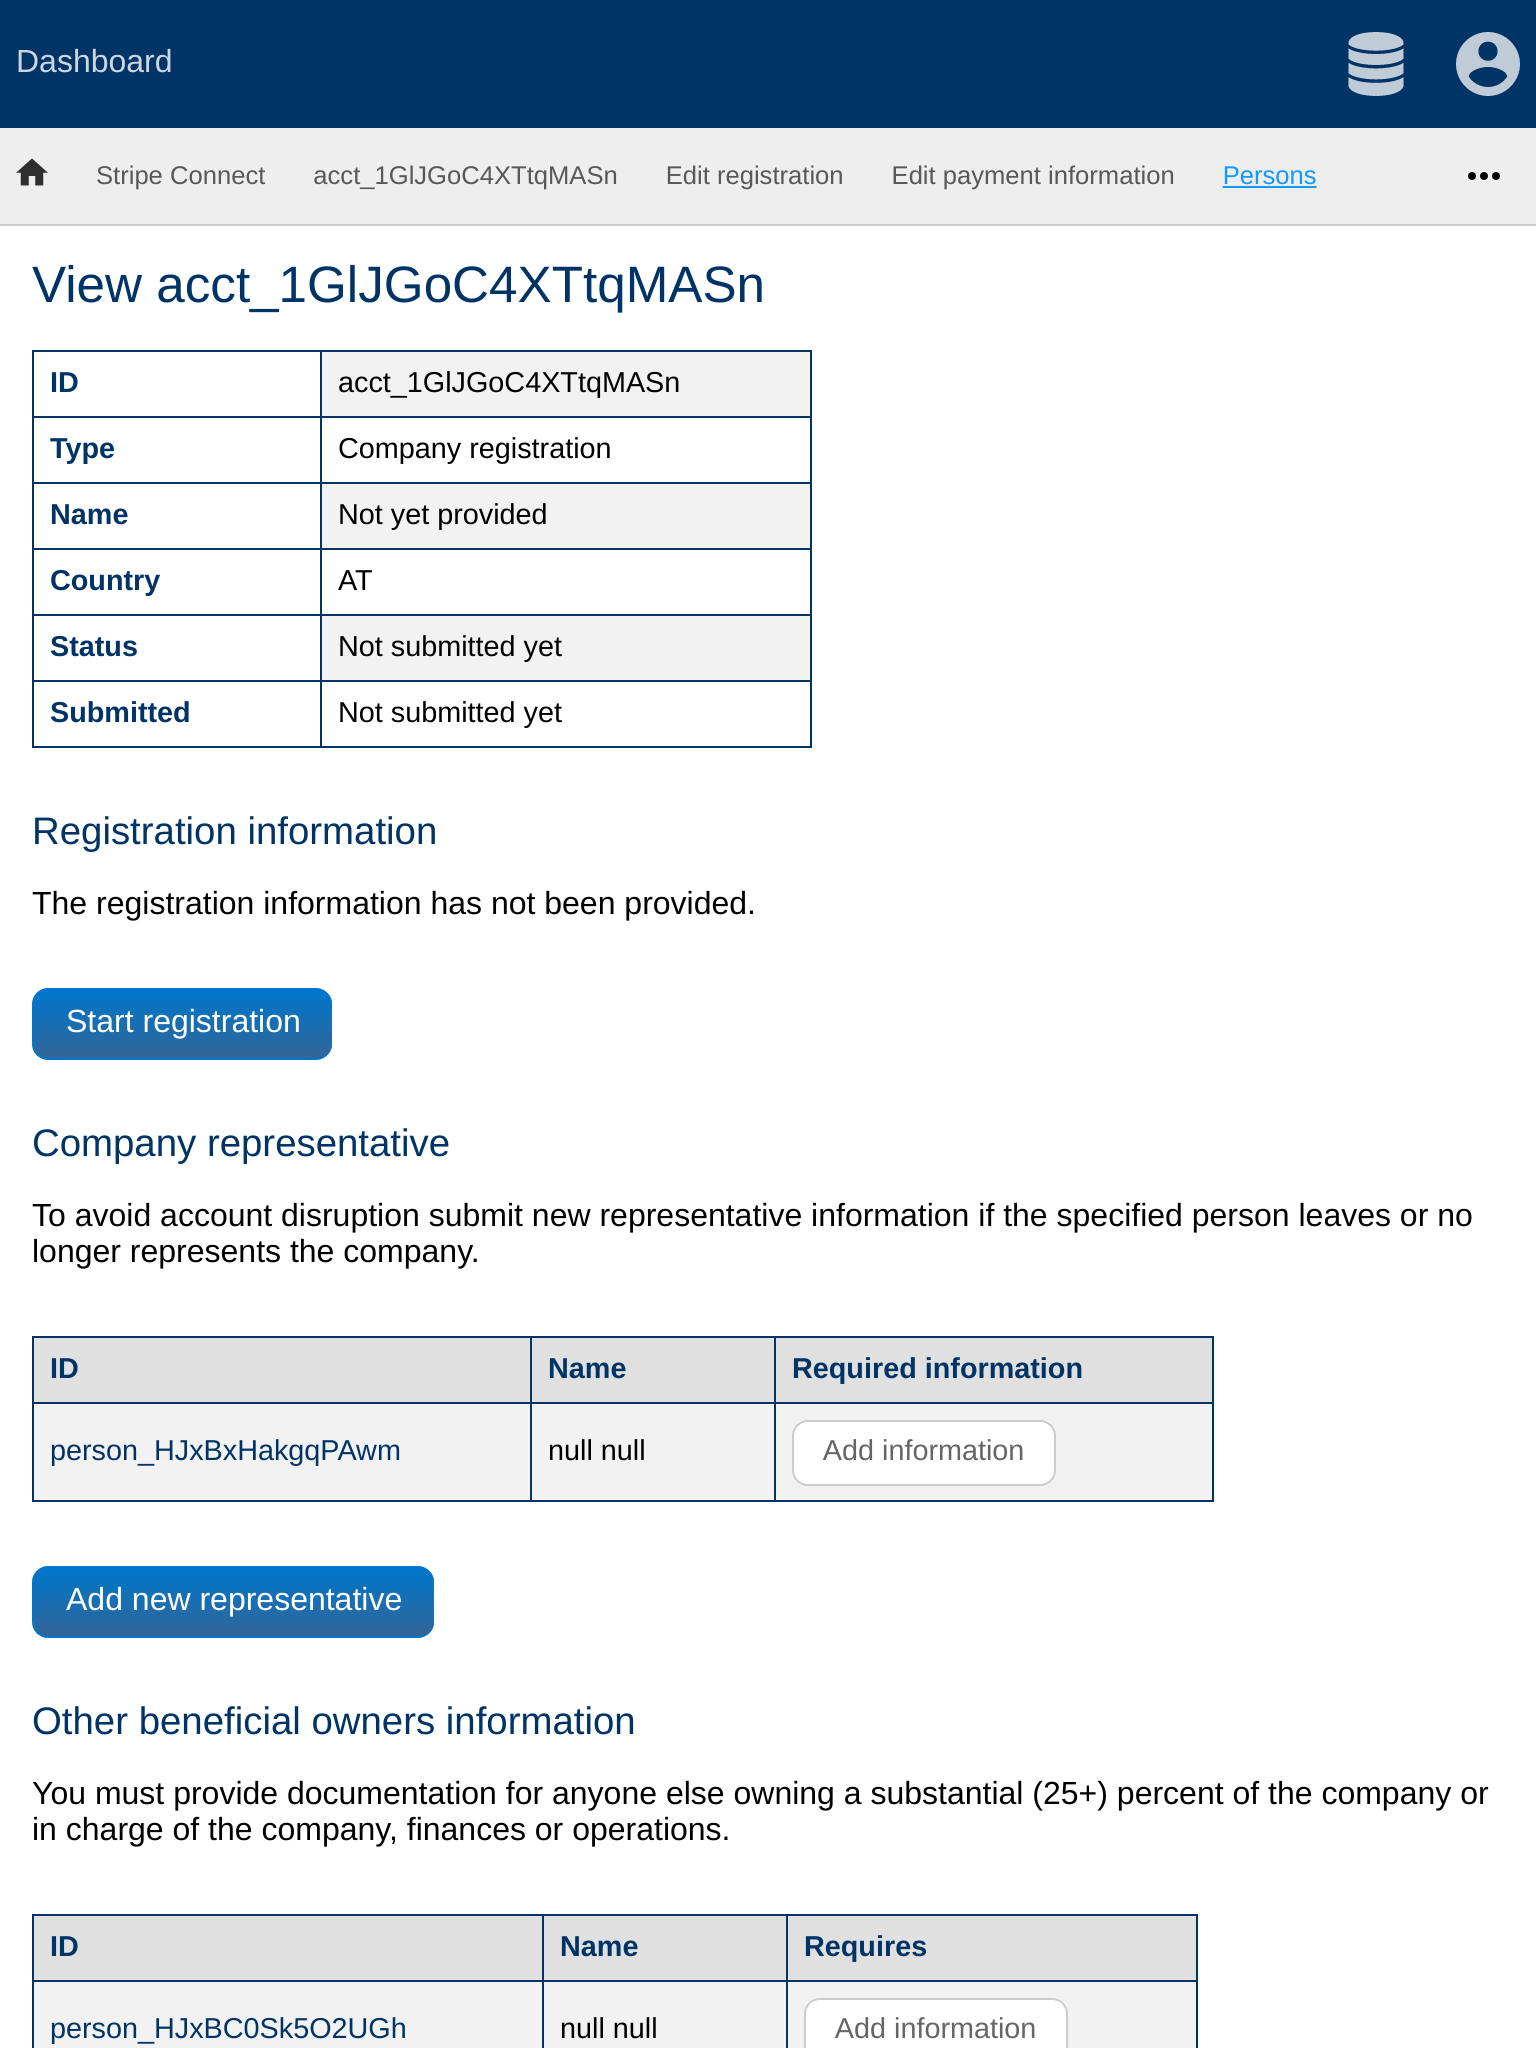 Dashboard
Stripe Connect acct_1GlJGoC4XTtqMASn Edit registration Edit payment information Persons
View acct_1GlJGoC4XTtqMASn
ID acct_1GlJGoC4XTtqMASn
Type Company registration
Name Not yet provided
Country AT
Status Not submitted yet
Submitted Not submitted yet
Registration information
The registration information has not been provided.
Start registration
Company representative
To avoid account disruption submit new representative information if the specified person leaves or no
longer represents the company.
ID Name Required information
person_HJxBxHakgqPAwm null null Add information
Add new representative
Other beneficial owners information
You must provide documentation for anyone else owning a substantial (25+) percent of the company or
in charge of the company, finances or operations.
ID Name Requires
person_HJxBC0Sk5O2UGh null null Add information